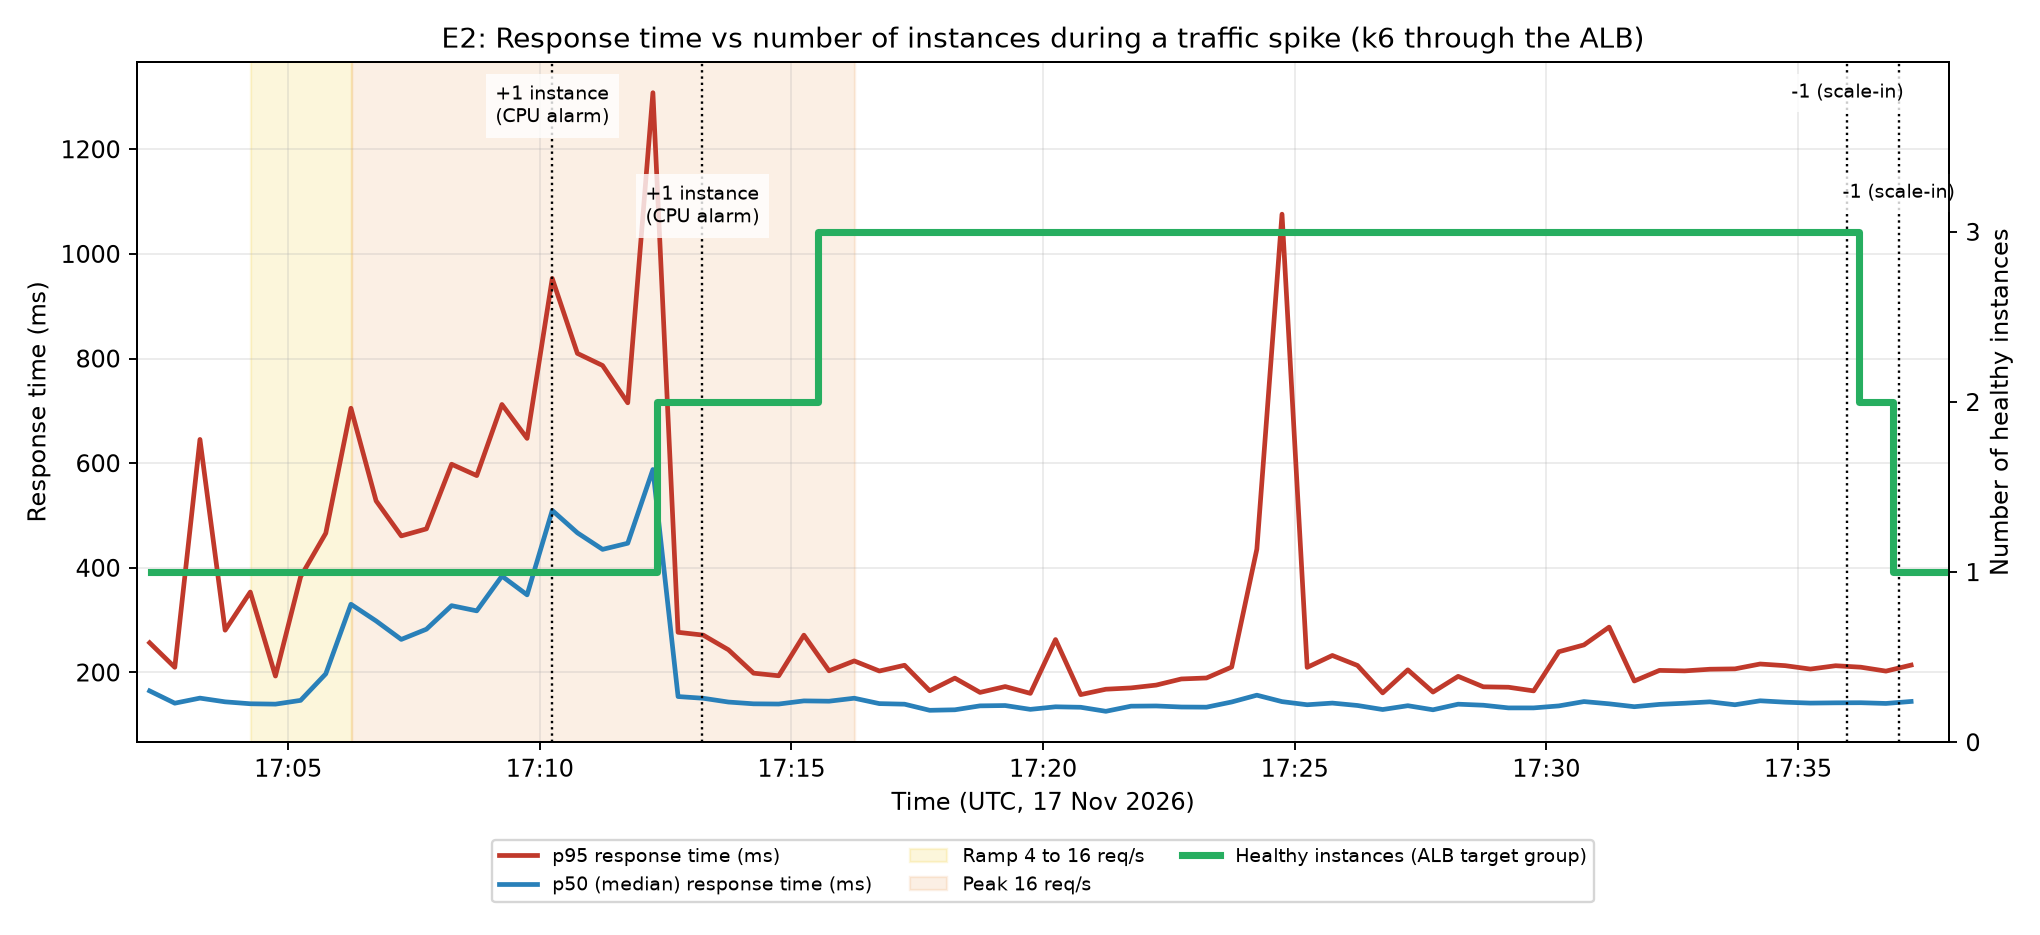 E2: Response time vs number of instances during a traffic spike (k6 through the ALB)
+1 instance
(CPU alarm)
-1 (scale-in)
+1 instance
(CPU alarm)
-1 (scale-in)
Response time (ms)
1200
1000
800
600
400
200
Number of healthy instances
3
2
1
0
17:05
17:10
17:15
17:20
17:25
17:30
17:35
Time (UTC, 17 Nov 2026)
p95 response time (ms)
p50 (median) response time (ms)
Ramp 4 to 16 req/s
Peak 16 req/s
Healthy instances (ALB target group)